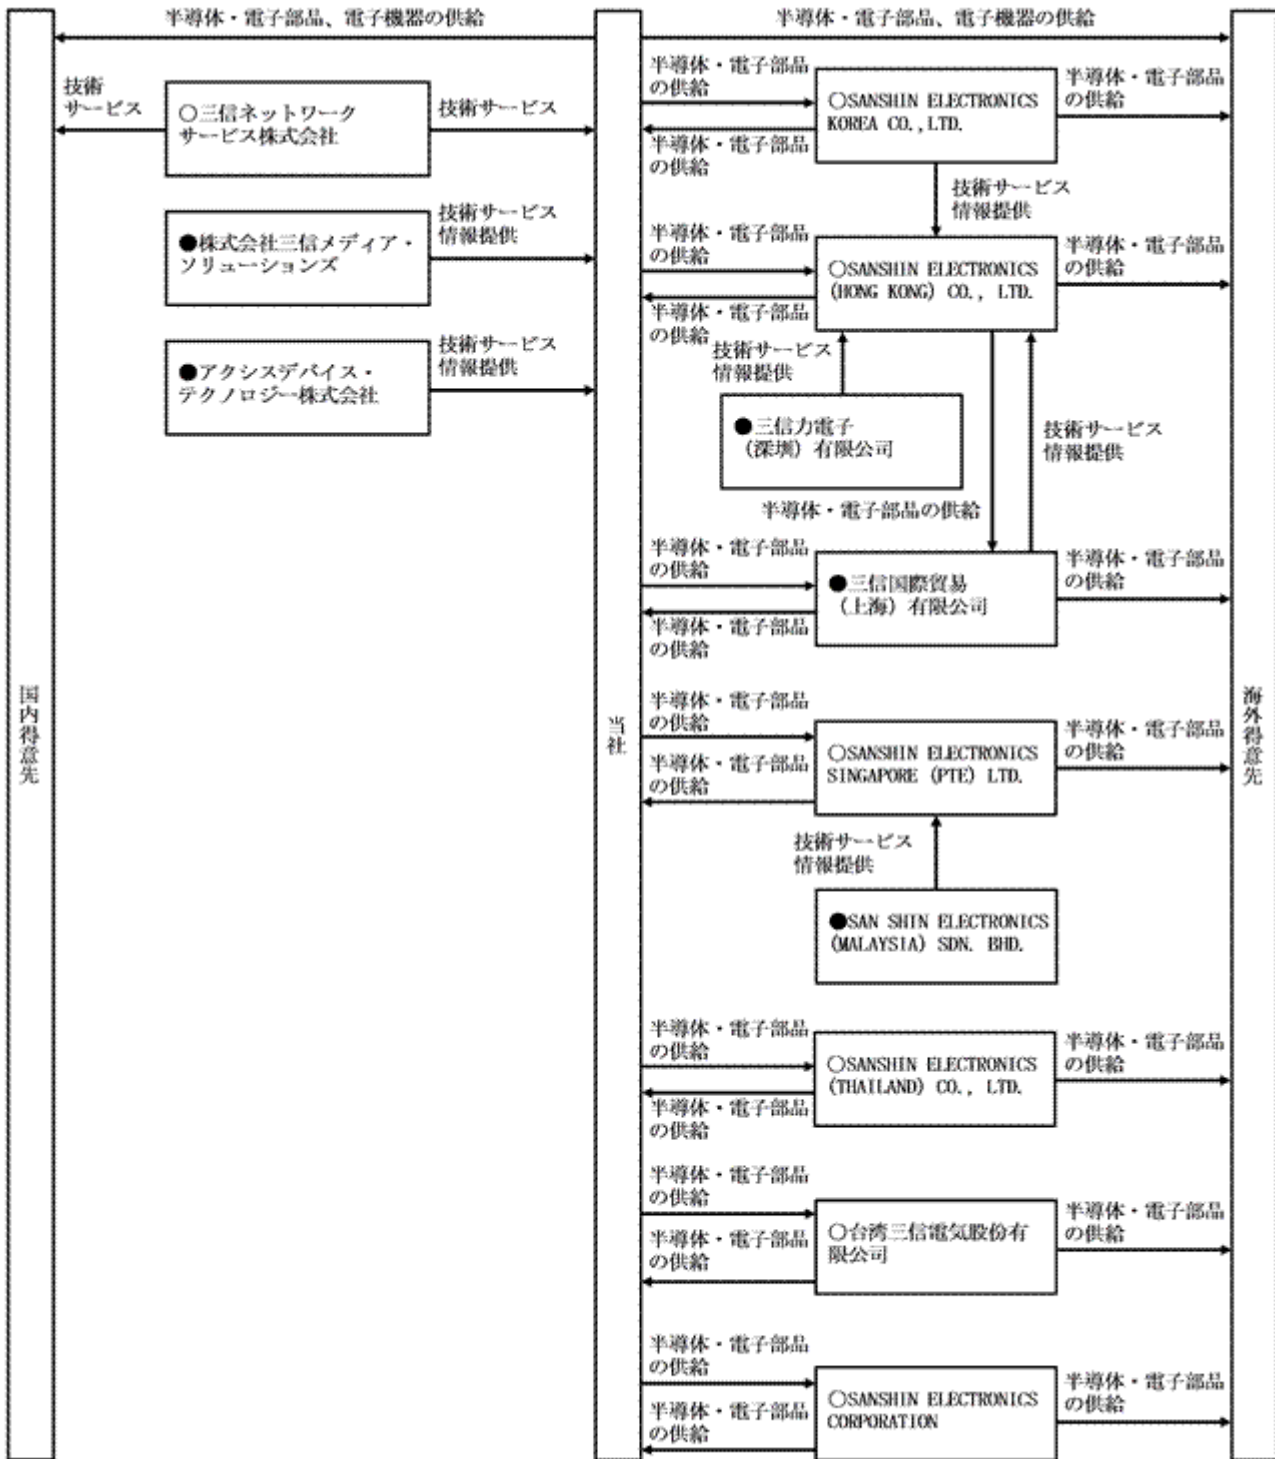 半導体・電子部品、電子機器の供給
半導体・電子部品、電子機器の供給
国内得意先
当社
海外得意先
技術
サービス
○三信ネットワーク
サービス株式会社
技術サービス
●株式会社三信メディア・
ソリューションズ
技術サービス
情報提供
●アクシスデバイス・
テクノロジー株式会社
技術サービス
情報提供
半導体・電子部品
の供給
半導体・電子部品
の供給
○SANSHIN ELECTRONICS
KOREA CO.,LTD.
半導体・電子部品
の供給
技術サービス
情報提供
半導体・電子部品
の供給
半導体・電子部品
の供給
○SANSHIN ELECTRONICS
(HONG KONG) CO., LTD.
半導体・電子部品
の供給
技術サービス
情報提供
●三信力電子
(深圳) 有限公司
技術サービス
情報提供
半導体・電子部品の供給
半導体・電子部品
の供給
半導体・電子部品
の供給
●三信国際貿易
(上海) 有限公司
半導体・電子部品
の供給
半導体・電子部品
の供給
半導体・電子部品
の供給
○SANSHIN ELECTRONICS
SINGAPORE (PTE) LTD.
半導体・電子部品
の供給
技術サービス
情報提供
●SAN SHIN ELECTRONICS
(MALAYSIA) SDN. BHD.
半導体・電子部品
の供給
半導体・電子部品
の供給
○SANSHIN ELECTRONICS
(THAILAND) CO., LTD.
半導体・電子部品
の供給
半導体・電子部品
の供給
半導体・電子部品
の供給
○台湾三信電気股份有
限公司
半導体・電子部品
の供給
半導体・電子部品
の供給
半導体・電子部品
の供給
○SANSHIN ELECTRONICS
CORPORATION
半導体・電子部品
の供給